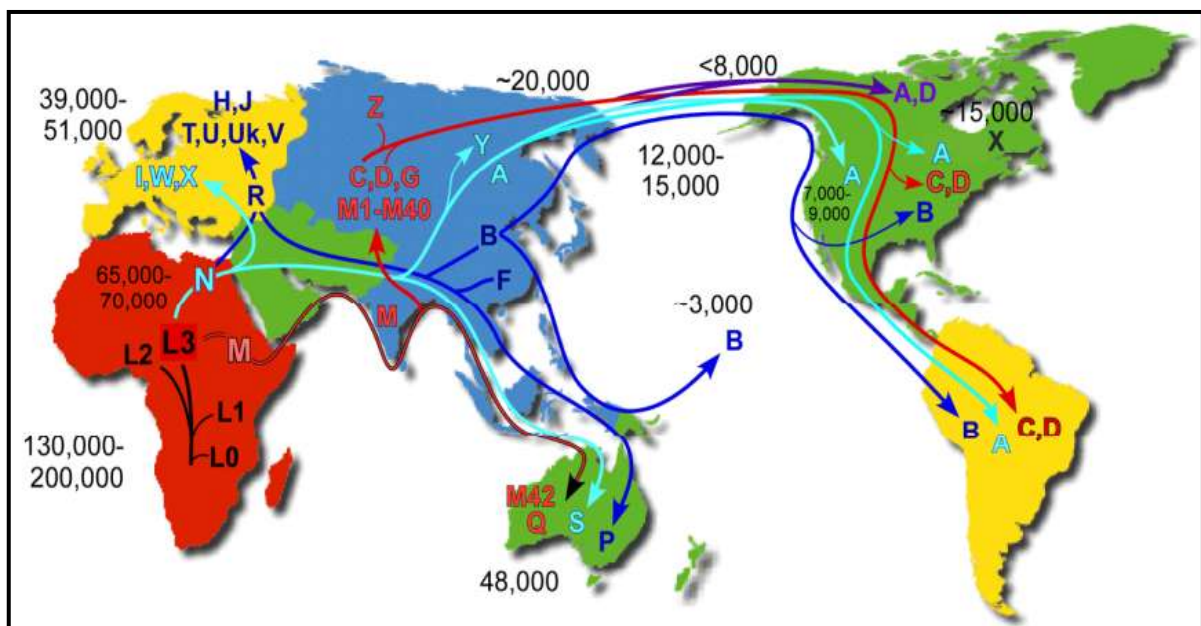 39,000-
51,000
H,J
T,U,Uk,V
I,W,X
R
~20,000
Z
C,D,G
M1-M40
Y
A
B
F
<8,000
A,D
~15,000
X
12,000-
15,000
A
A
C,D
7,000-
9,000
B
65,000-
70,000
N
L3
L2
M
M
L1
L0
130,000-
200,000
~3,000
B
M42
Q
S
P
48,000
B
A
C,D